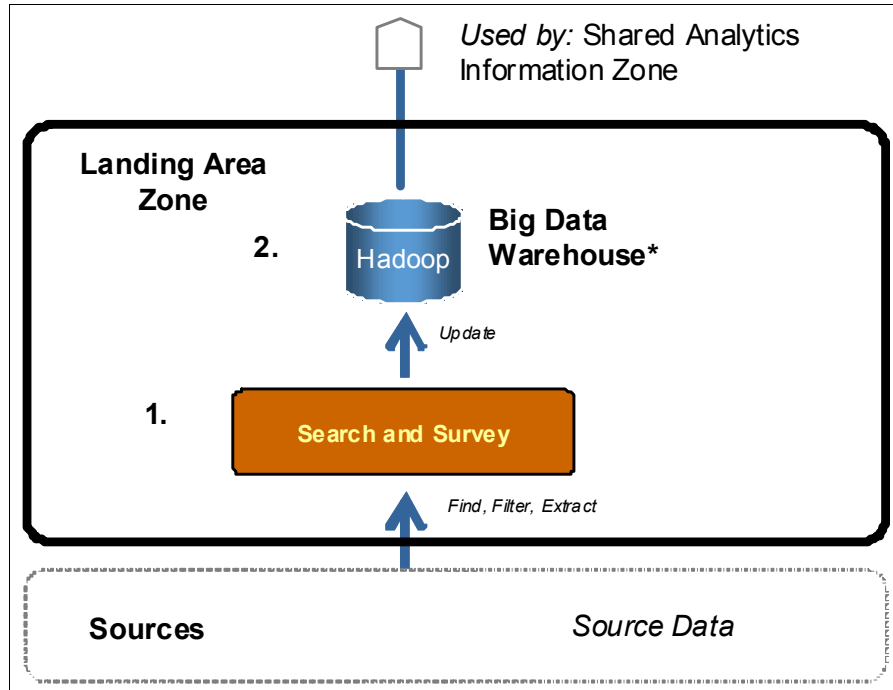 Used by: Shared Analytics
Information Zone
Landing Area
Zone
2.
Hadoop
Big Data
Warehouse*
Update
1.
Search and Survey
Find, Filter, Extract
Sources
Source Data